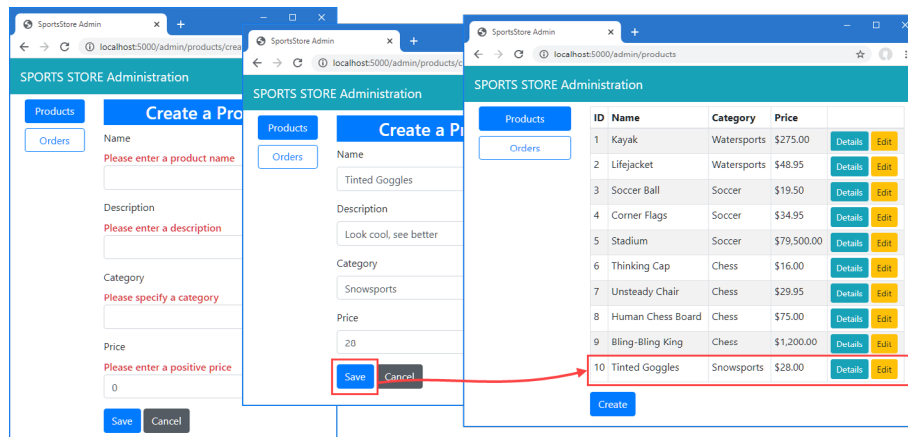 SportsStore Admin
localhost:5000/admin/products/crea
SPORTS STORE Administration
Products
Orders
Create a Pro
Name
Please enter a product name
Description
Please enter a description
Category
Please specify a category
Price
Please enter a positive price
0
Save Cancel
SportsStore Admin
localhost:5000/admin/products/c
SPORTS STORE Administration
Products
Orders
Create a P
Name
Tinted Goggles
Description
Look cool, see better
Category
Snowsports
Price
28
Save Cancel
SportsStore Admin
localhost:5000/admin/products
SPORTS STORE Administration
Products
Orders
ID Name Category Price
1 Kayak Watersports $275.00 Details Edit
2 Lifejacket Watersports $48.95 Details Edit
3 Soccer Ball Soccer $19.50 Details Edit
4 Corner Flags Soccer $34.95 Details Edit
5 Stadium Soccer $79,500.00 Details Edit
6 Thinking Cap Chess $16.00 Details Edit
7 Unsteady Chair Chess $29.95 Details Edit
8 Human Chess Board Chess $75.00 Details Edit
9 Bling-Bling King Chess $1,200.00 Details Edit
10 Tinted Goggles Snowsports $28.00 Details Edit
Create